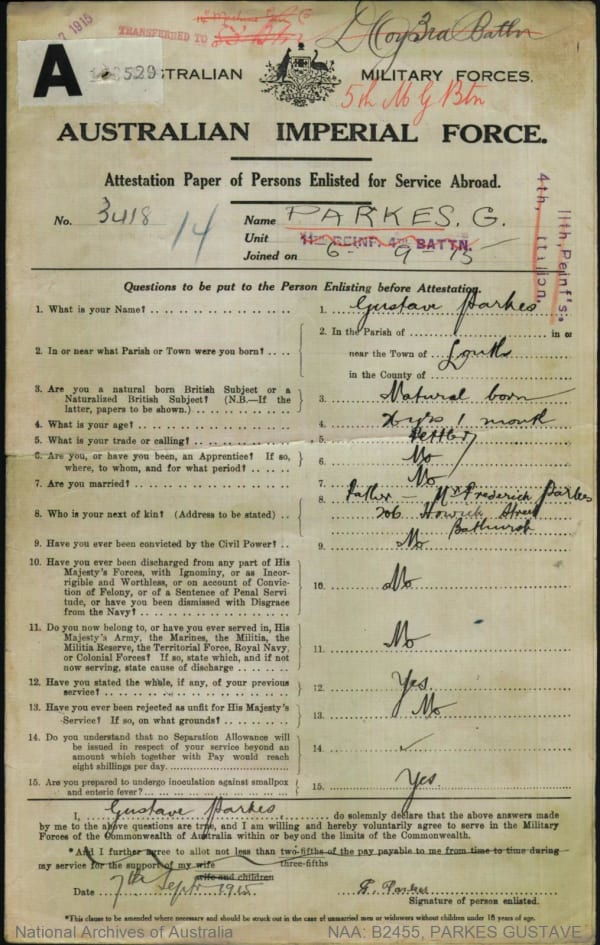 1915
TRANSFERRED TO
D Coy 3rd Battn
A
529
AUSTRALIAN MILITARY FORCES.
5th M G Btn
AUSTRALIAN IMPERIAL FORCE.
Attestation Paper of Persons Enlisted for Service Abroad.
No. 3418 14 Name PARKES. G.
Unit 11th REINF. 4th BATTN.
Joined on 6-9-15
11th, Reinf's:
4th,
Questions to be put to the Person Enlisting before Attestation.
1. What is your Name? 1. Gustave Parkes
2. In or near what Parish or Town were you born? 2. In the Parish of in or
near the Town of Louth
in the County of
3. Are you a natural born British Subject or a
Naturalized British Subject? (N.B.—If the
latter, papers to be shown.) 3. Natural born
4. What is your age? 4. 1 month
5. What is your trade or calling? 5.
6. Are you, or have you been, an Apprentice? If so,
where, to whom, and for what period? 6. No
7. Are you married? 7. No
8. Who is your next of kin? (Address to be stated) 8. Father - Mr Frederick Parkes
206 Howick Street
Bathurst
9. Have you ever been convicted by the Civil Power? 9. No
10. Have you ever been discharged from any part of His
Majesty's Forces, with Ignominy, or as Incor-
rigible and Worthless, or on account of Convic-
tion of Felony, or of a Sentence of Penal Servi
tude, or have you been dismissed with Disgrace
from the Navy? 10. No
11. Do you now belong to, or have you ever served in, His
Majesty's Army, the Marines, the Militia, the
Militia Reserve, the Territorial Force, Royal Navy,
or Colonial Forces? If so, state which, and if not
now serving, state cause of discharge 11. No
12. Have you stated the whole, if any, of your previous
service? 12. Yes.
13. Have you ever been rejected as unfit for His Majesty's
Service? If so, on what grounds? 13. No
14. Do you understand that no Separation Allowance will
be issued in respect of your service beyond an
amount which together with Pay would reach
eight shillings per day. 14. ✓
15. Are you prepared to undergo inoculation against smallpox
and enteric fever? 15. Yes.
I, Gustave Parkes, do solemnly declare that the above answers made
by me to the above questions are true, and I am willing and hereby voluntarily agree to serve in the Military
Forces of the Commonwealth of Australia within or beyond the limits of the Commonwealth.
*And I further agree to allot not less than two-fifths of the pay payable to me from time to time during
three-fifths
my service for the support of my wife
wife and children
Date 7th Sept 1915 G. Parkes
Signature of person enlisted.
*This clause to be amended where necessary and should be struck out in the case of unmarried men or widowers without children under 18 years of age.
National Archives of Australia NAA: B2455, PARKES GUSTAVE